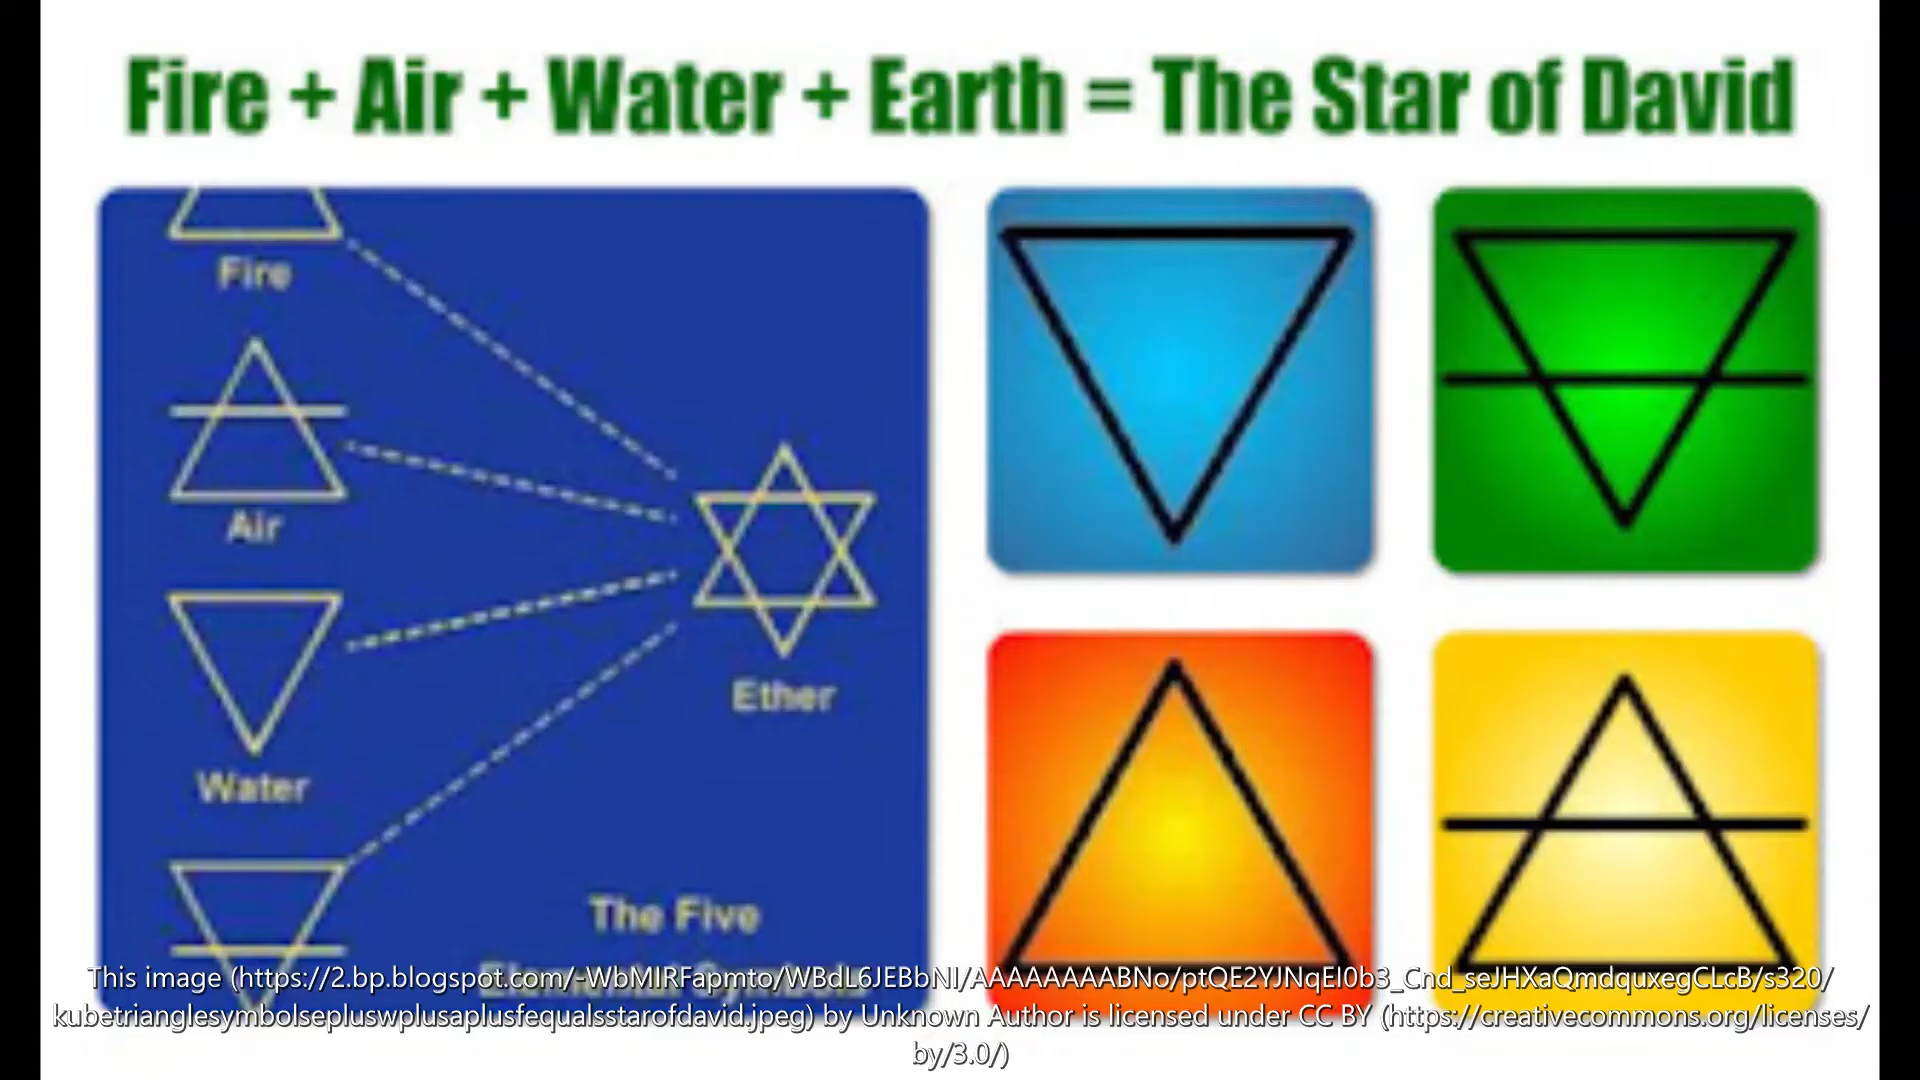 Fire + Air + Water + Earth = The Star of David
Fire
Air
Water
Ether
The Five
This image (https://2.bp.blogspot.com/-WbMIRFapmto/WBdL6JEBbNI/AAAAAAAABNo/ptQE2YJNqEI0b3_Cnd_seJHXaQmdquxegCLcB/s320/
kubetrianglesymbolsepluswplusaplusfequalsstarofdavid.jpeg) by Unknown Author is licensed under CC BY (https://creativecommons.org/licenses/
by/3.0/)